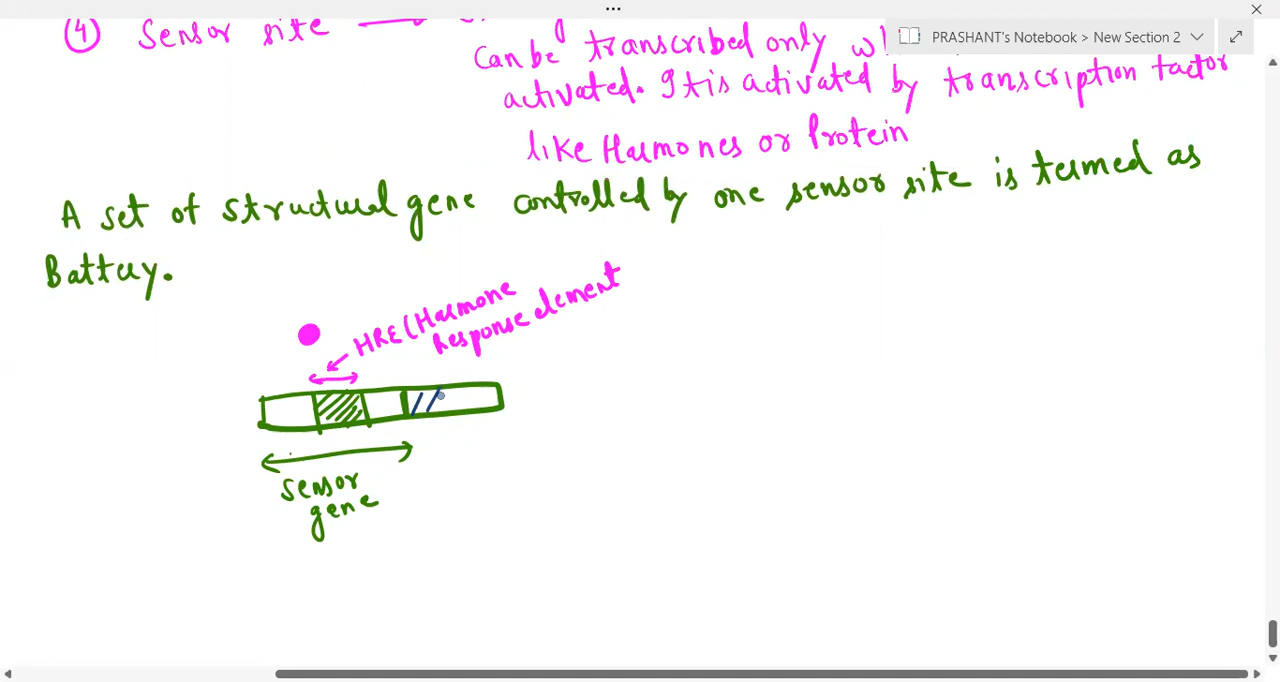 PRASHANT's Notebook > New Section 2
④ Sensor site
can be transcribed only
activated. It is activated by transcription factor
like Harmones or Protein
A set of structural gene controlled by one sensor site is termed as
Battery.
HRE (Harmone
Response element
Sensor
gene